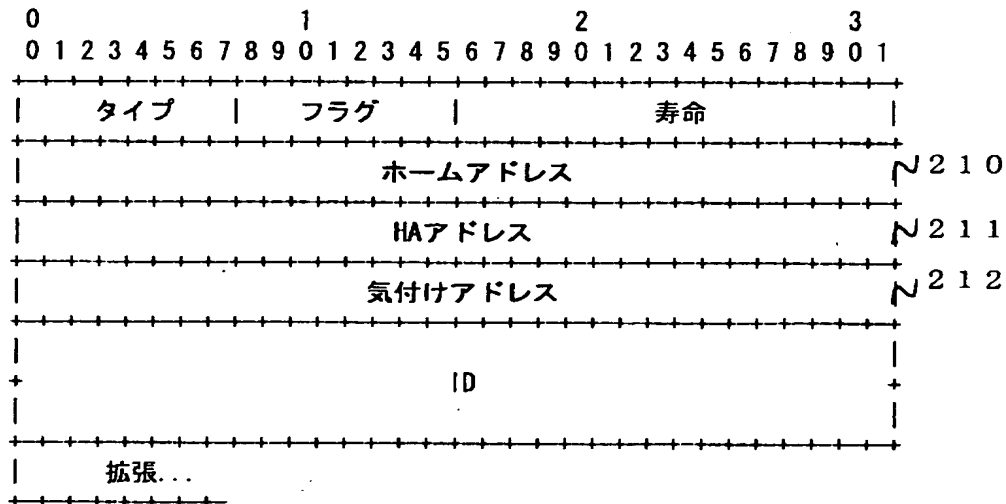 0 1 2 3
0 1 2 3 4 5 6 7 8 9 0 1 2 3 4 5 6 7 8 9 0 1 2 3 4 5 6 7 8 9 0 1
タイプ | フラグ | 寿命
ホームアドレス 210
HAアドレス 211
気付けアドレス 212
ID
拡張...